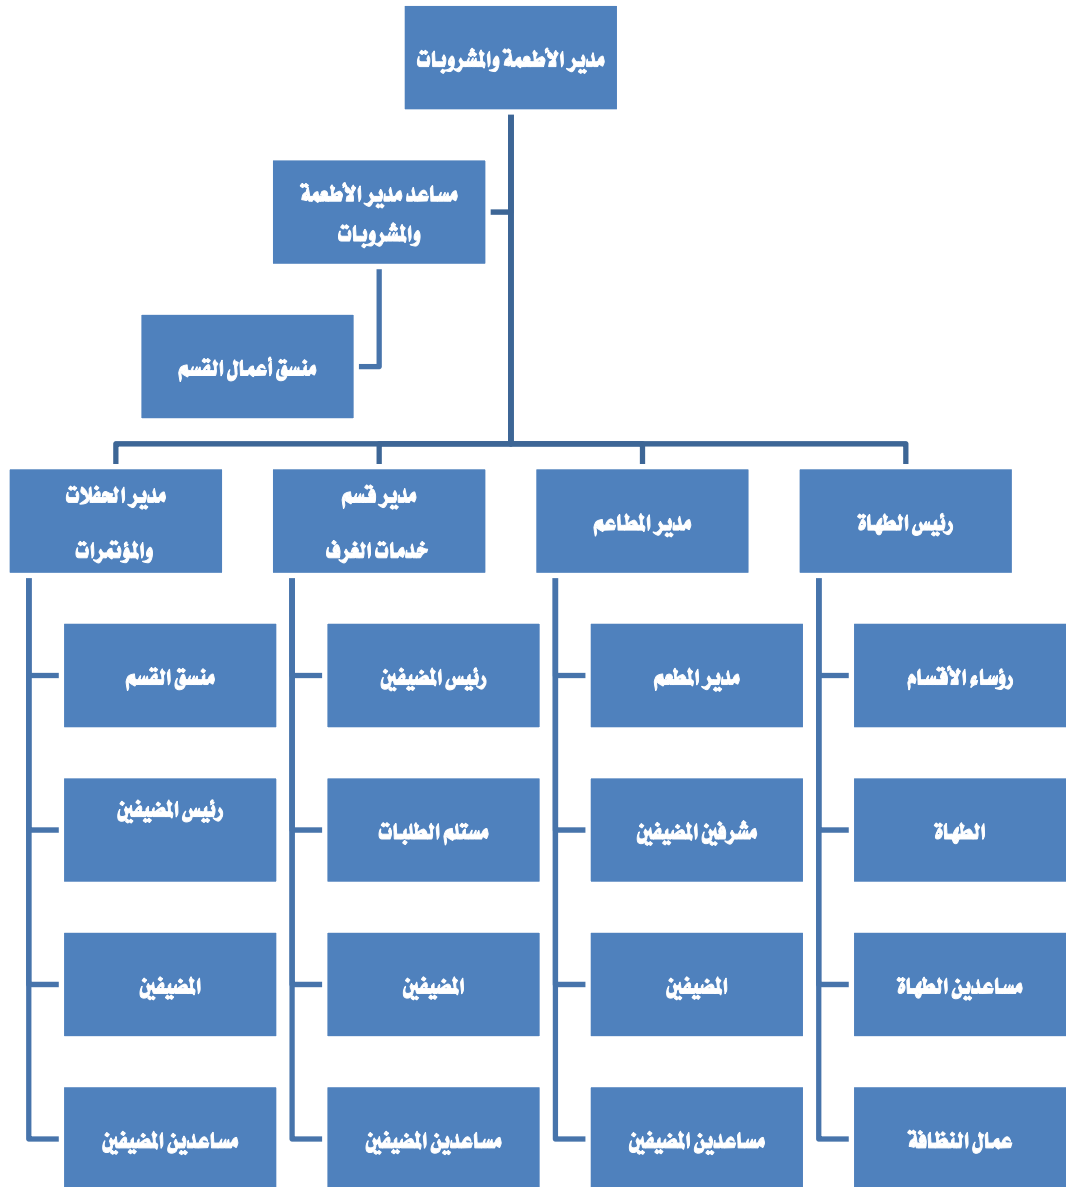 مدير الأطعمة والمشروبات
مساعد مدير الأطعمة
والمشروبات
منسق أعمال القسم
رئيس الطهاة
مدير المطاعم
مدير قسم
خدمات الغرف
مدير الحفلات
والمؤتمرات
رؤساء الأقسام
مدير المطعم
رئيس المضيفين
منسق القسم
الطهاة
مشرفين المضيفين
مستلم الطلبات
رئيس المضيفين
مساعدين الطهاة
المضيفين
المضيفين
المضيفين
عمال النظافة
مساعدين المضيفين
مساعدين المضيفين
مساعدين المضيفين